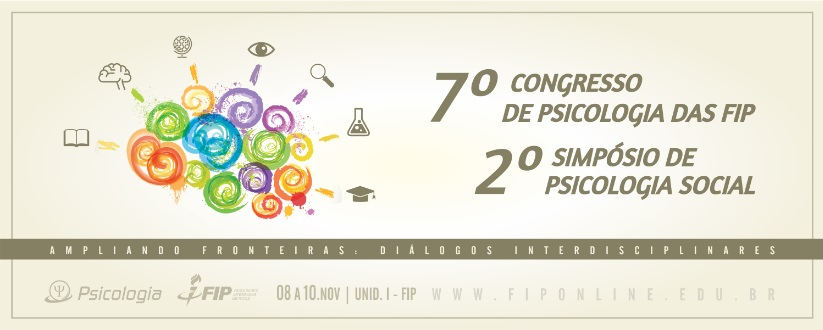 7º CONGRESSO
DE PSICOLOGIA DAS FIP
2º SIMPÓSIO DE
PSICOLOGIA SOCIAL
AMPLIANDO FRONTEIRAS: DIÁLOGOS INTERDISCIPLINARES
Ψ Psicologia FIP 08 A 10.NOV | UNID. I - FIP WWW.FIPONLINE.EDU.BR